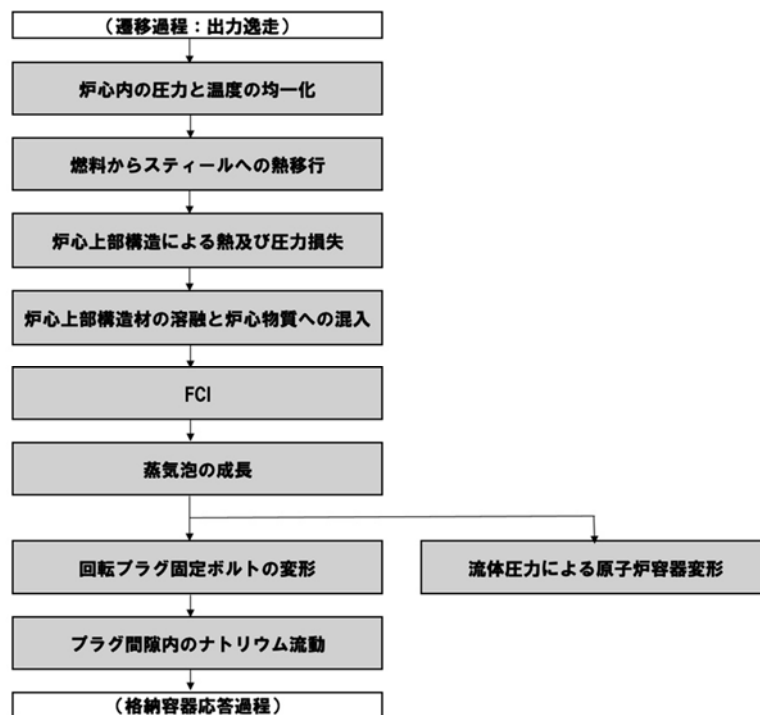 （遷移過程：出力逸走）
炉心内の圧力と温度の均一化
燃料からスティールへの熱移行
炉心上部構造による熱及び圧力損失
炉心上部構造材の溶融と炉心物質への混入
FCI
蒸気泡の成長
回転プラグ固定ボルトの変形
流体圧力による原子炉容器変形
プラグ間隙内のナトリウム流動
（格納容器応答過程）